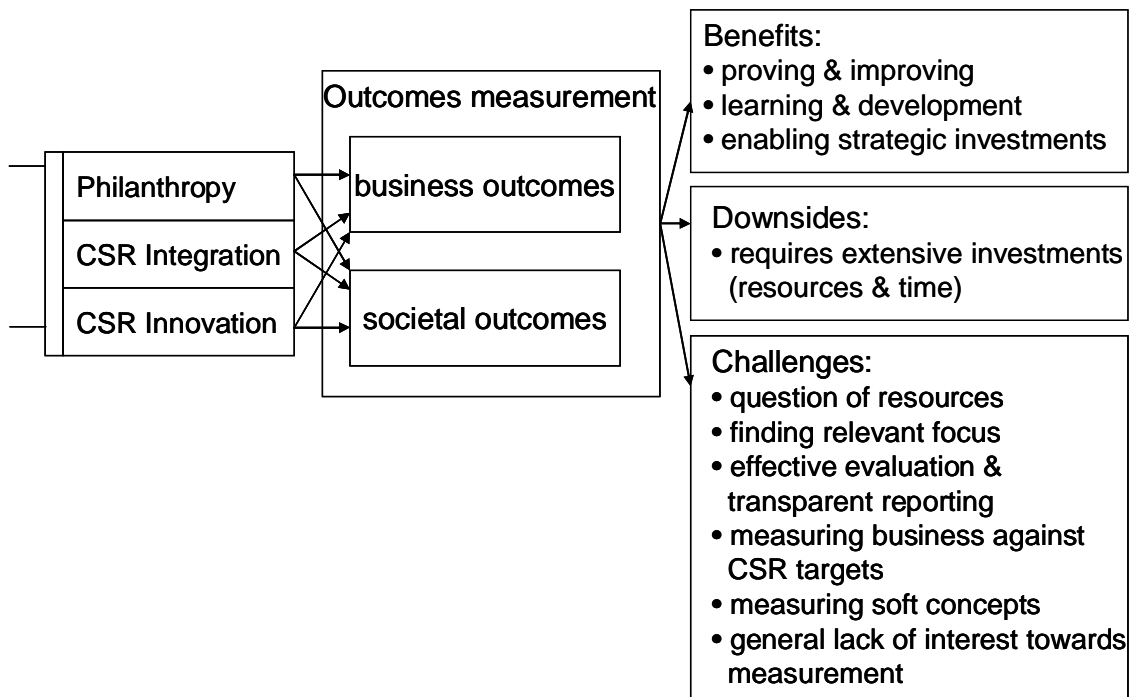 Philanthropy
CSR Integration
CSR Innovation
Outcomes measurement
business outcomes
societal outcomes
Benefits:
• proving & improving
• learning & development
• enabling strategic investments
Downsides:
• requires extensive investments
(resources & time)
Challenges:
• question of resources
• finding relevant focus
• effective evaluation &
transparent reporting
• measuring business against
CSR targets
• measuring soft concepts
• general lack of interest towards
measurement